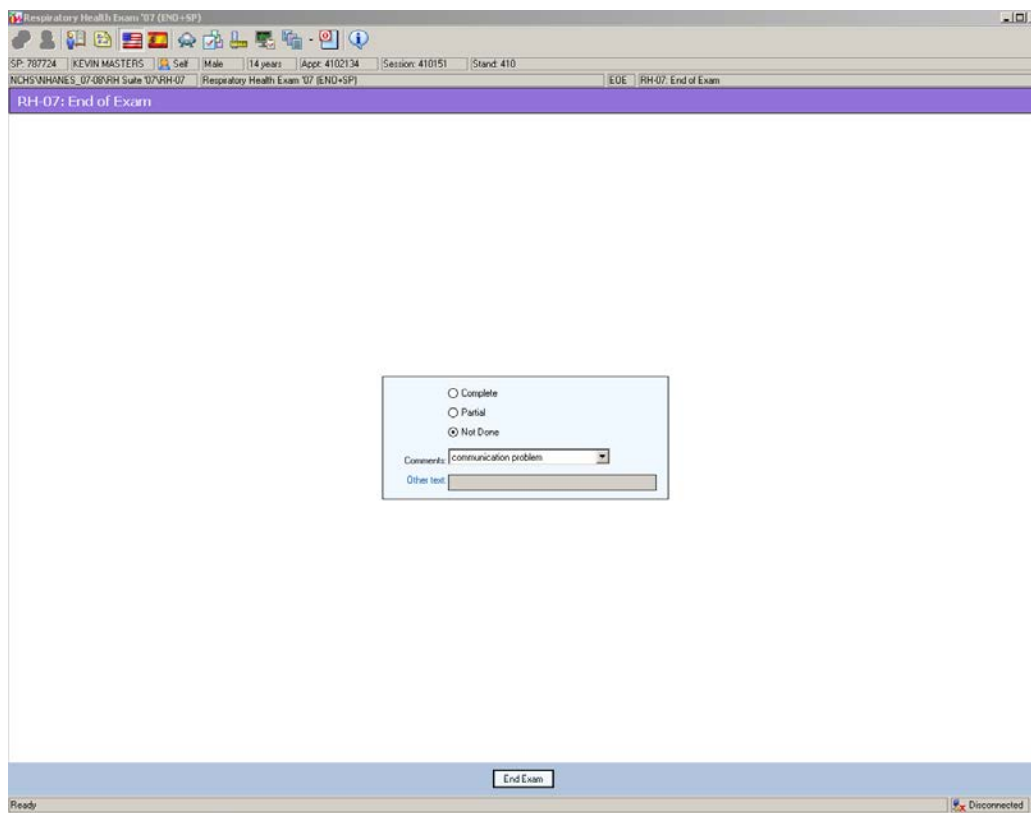 Respiratory Health Exam '07 (ENO+SP)
SP: 787724 KEVIN MASTERS Self Male 14 years Appt: 4102134 Session: 410151 Stand: 410
NCHS\NHANES_07-08\RH Suite '07\RH-07 Respiratory Health Exam '07 (ENO+SP) EOE RH-07: End of Exam
RH-07: End of Exam
Complete
Partial
Not Done
Comments: communication problem
Other text:
End Exam
Ready Disconnected